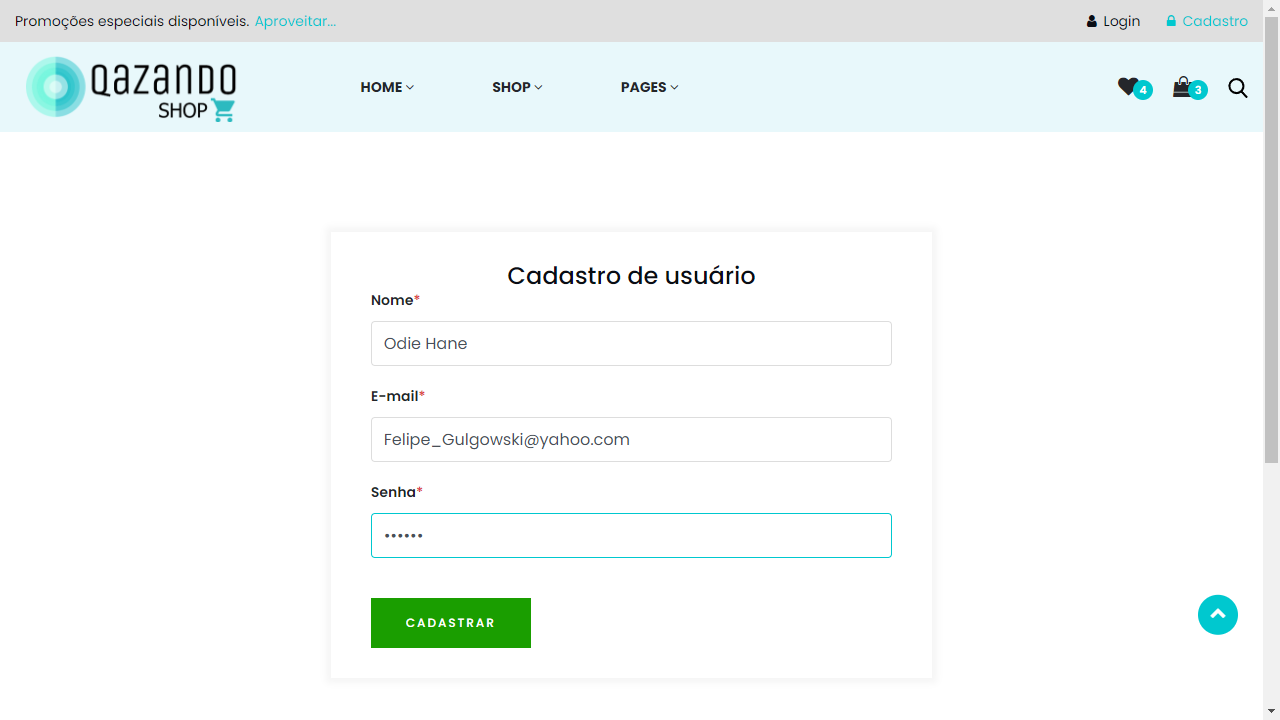 Promoções especiais disponíveis. Aproveitar...
Login
Cadastro
QAZANDO
SHOP
HOME
SHOP
PAGES
4
3
Cadastro de usuário
Nome*
Odie Hane
E-mail*
Felipe_Gulgowski@yahoo.com
Senha*
••••••
CADASTRAR